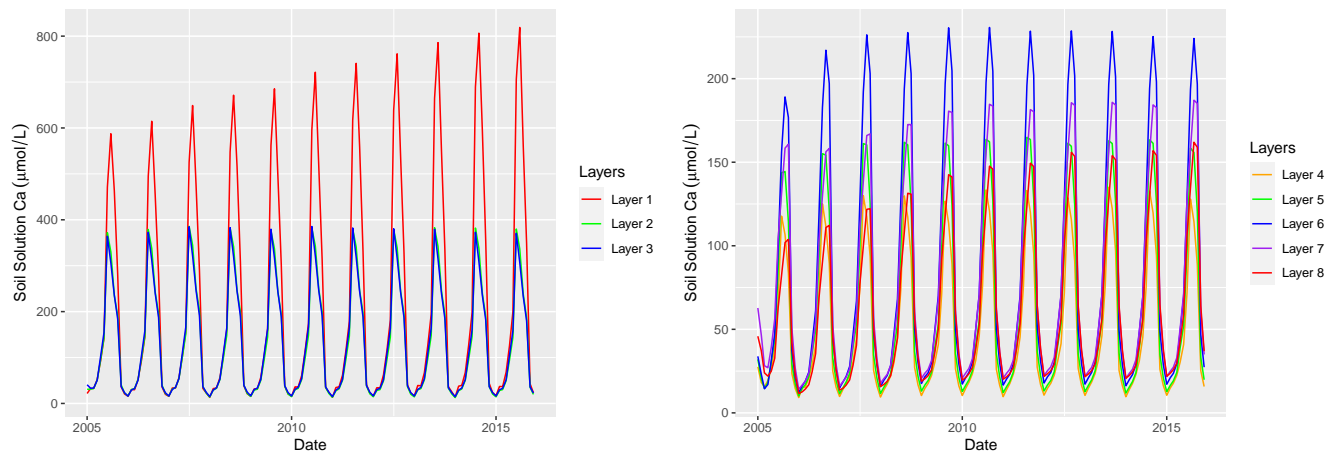 Soil Solution Ca (μmol/L)
800
600
400
200
0
2005
2010
2015
Date
Layers
Layer 1
Layer 2
Layer 3
Soil Solution Ca (μmol/L)
200
150
100
50
0
2005
2010
2015
Date
Layers
Layer 4
Layer 5
Layer 6
Layer 7
Layer 8